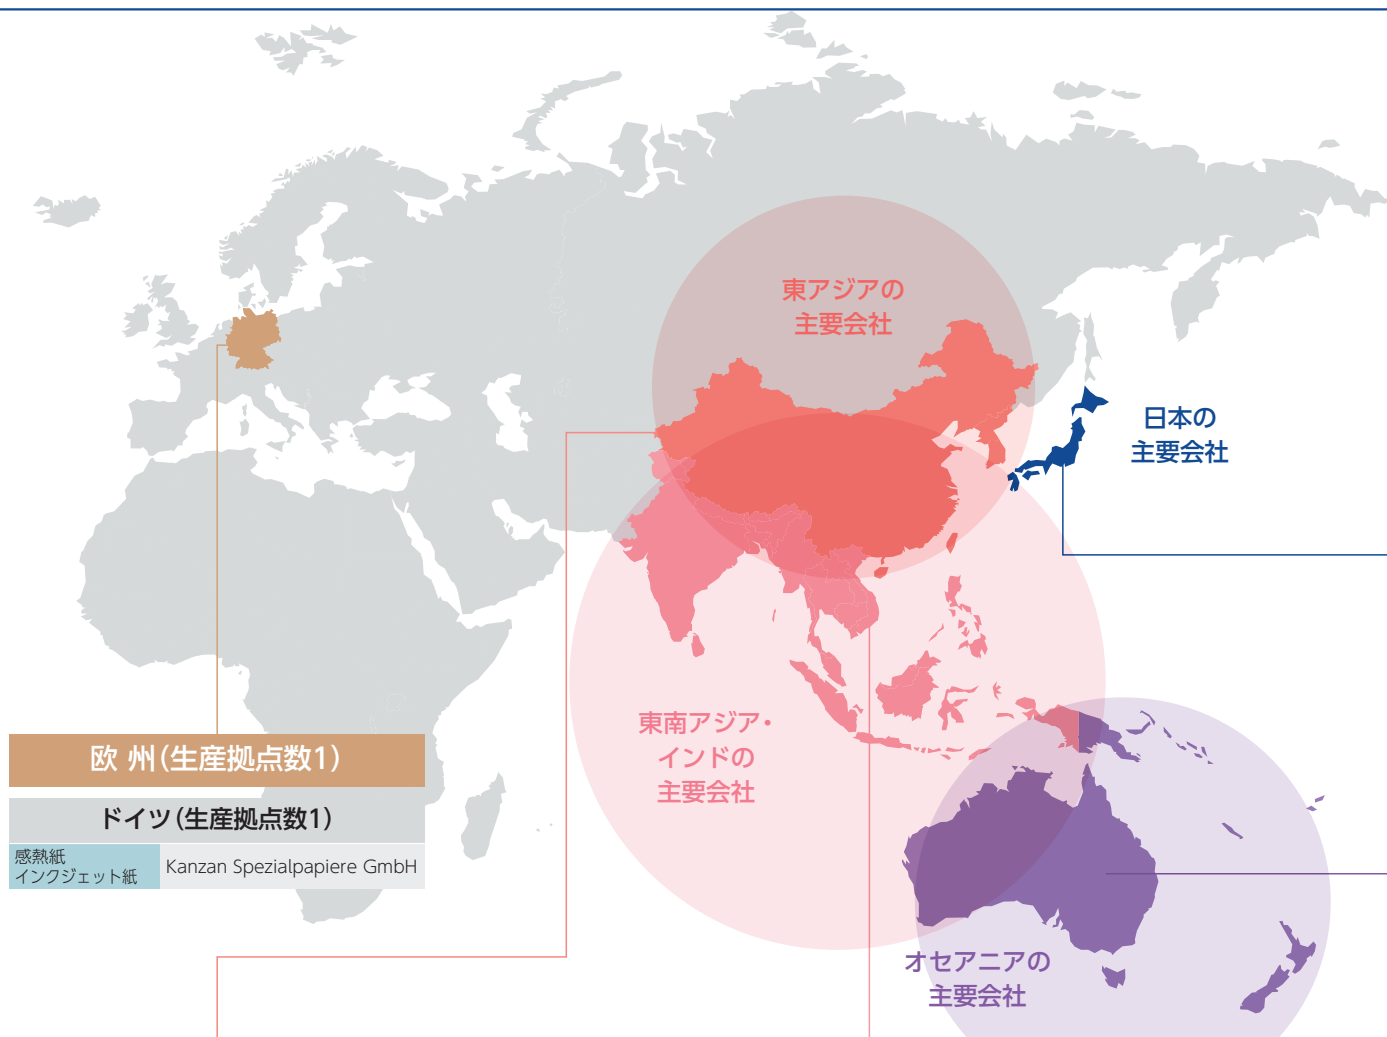 東アジアの
主要会社
日本の
主要会社
東南アジア・
インドの
主要会社
欧 州(生産拠点数1)
ドイツ(生産拠点数1)
感熱紙
インクジェット紙
Kanzan Spezialpapiere GmbH
オセアニアの
主要会社